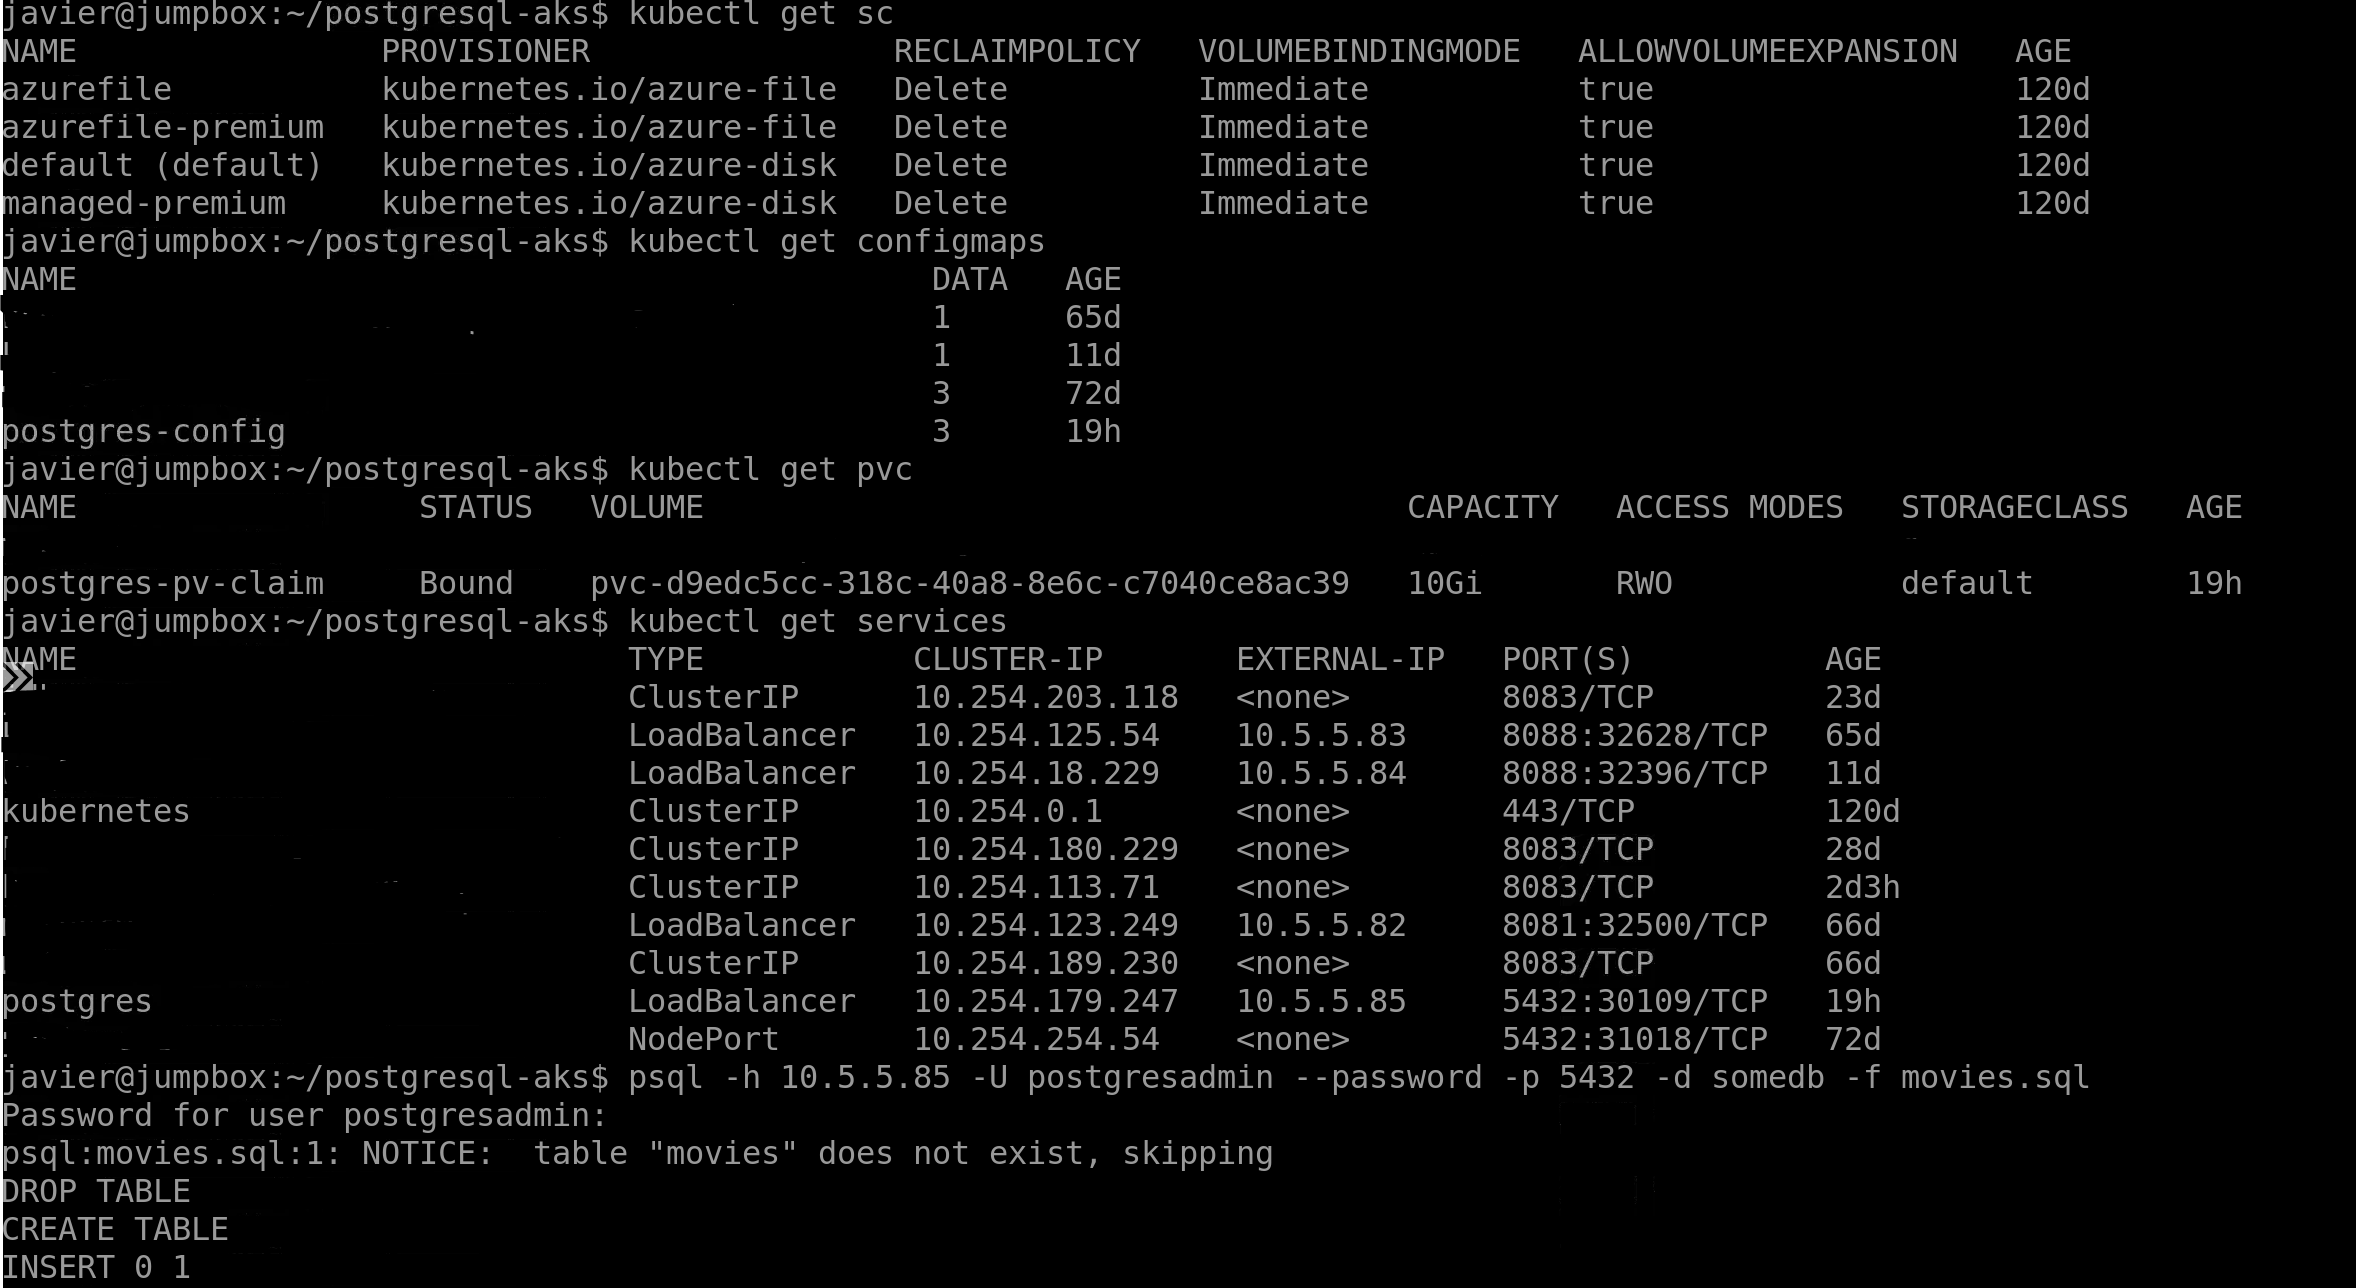 javier@jumpbox:~/postgresql-aks$ kubectl get sc
NAME                PROVISIONER                RECLAIMPOLICY   VOLUMEBINDINGMODE   ALLOWVOLUMEEXPANSION   AGE
azurefile           kubernetes.io/azure-file   Delete          Immediate           true                   120d
azurefile-premium   kubernetes.io/azure-file   Delete          Immediate           true                   120d
default (default)   kubernetes.io/azure-disk   Delete          Immediate           true                   120d
managed-premium     kubernetes.io/azure-disk   Delete          Immediate           true                   120d
javier@jumpbox:~/postgresql-aks$ kubectl get configmaps
NAME                                             DATA   AGE
1      65d
1      11d
3      72d
postgres-config                                  3      19h
javier@jumpbox:~/postgresql-aks$ kubectl get pvc
NAME                  STATUS   VOLUME                                     CAPACITY   ACCESS MODES   STORAGECLASS   AGE
postgres-pv-claim     Bound    pvc-d9edc5cc-318c-40a8-8e6c-c7040ce8ac39   10Gi       RWO            default        19h
javier@jumpbox:~/postgresql-aks$ kubectl get services
NAME                             TYPE           CLUSTER-IP       EXTERNAL-IP   PORT(S)          AGE
ClusterIP      10.254.203.118   <none>        8083/TCP         23d
LoadBalancer   10.254.125.54    10.5.5.83     8088:32628/TCP   65d
LoadBalancer   10.254.18.229    10.5.5.84     8088:32396/TCP   11d
kubernetes                       ClusterIP      10.254.0.1       <none>        443/TCP          120d
ClusterIP      10.254.180.229   <none>        8083/TCP         28d
ClusterIP      10.254.113.71    <none>        8083/TCP         2d3h
LoadBalancer   10.254.123.249   10.5.5.82     8081:32500/TCP   66d
ClusterIP      10.254.189.230   <none>        8083/TCP         66d
postgres                         LoadBalancer   10.254.179.247   10.5.5.85     5432:30109/TCP   19h
NodePort       10.254.254.54    <none>        5432:31018/TCP   72d
javier@jumpbox:~/postgresql-aks$ psql -h 10.5.5.85 -U postgresadmin --password -p 5432 -d somedb -f movies.sql
Password for user postgresadmin:
psql:movies.sql:1: NOTICE:  table "movies" does not exist, skipping
DROP TABLE
CREATE TABLE
INSERT 0 1